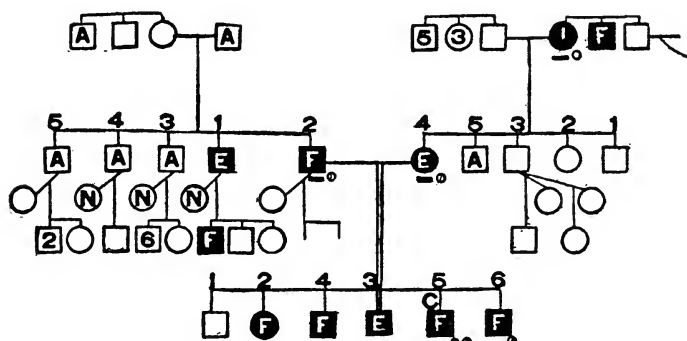 A A 5 3 I F
5 4 3 1 2 4 5 3 2 1
A A A E F E A
N N N
2 6 F
1 2 4 3 5 6
C
F F E F F